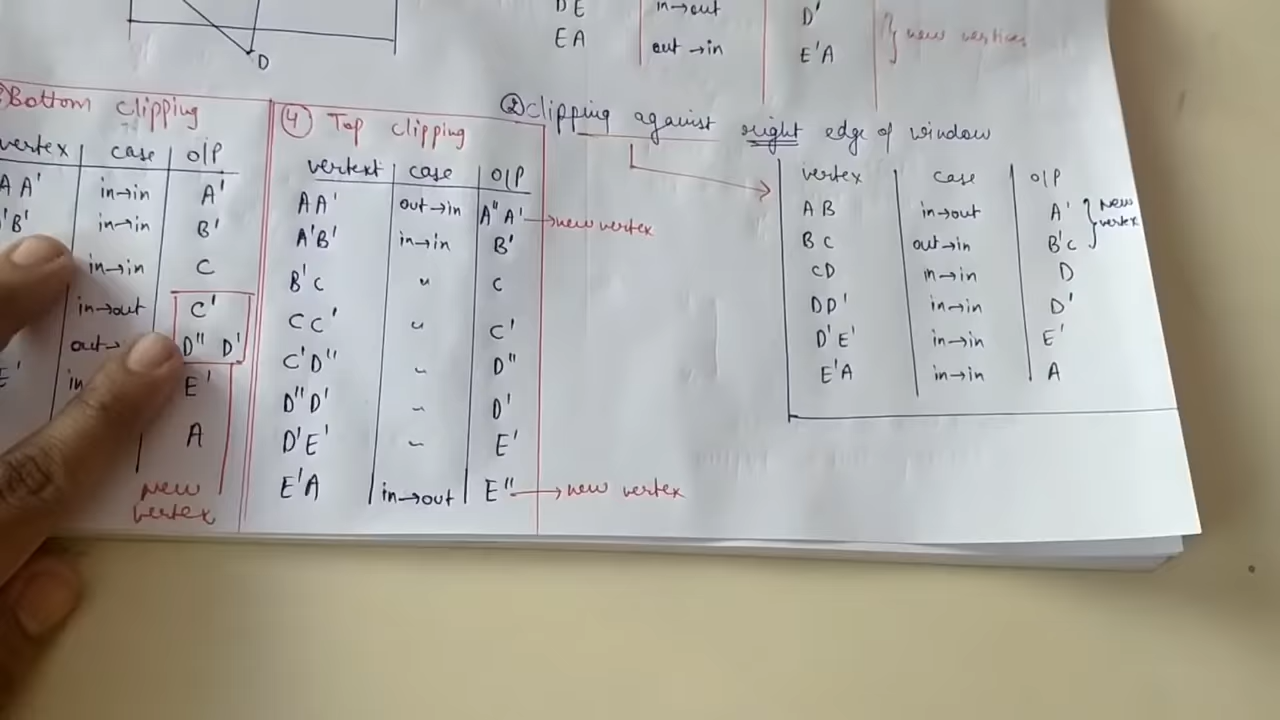 DE in→out D'
EA out→in E'A } new vertices
D
Bottom clipping
vertex case o/p
AA' in→in A'
'B' in→in B'
in→in C
in→out C'
out→ D" D'
E' in E'
A
new
vertex
④ Top clipping
vertext case o/p
AA' out→in A"A' → new vertex
A'B' in→in B'
B'C " C
CC' " C'
C'D" " D"
D"D' " D'
D'E' " E'
E'A in→out E" → new vertex
② clipping against right edge of window
vertex case o/p
AB in→out A' } new
BC out→in B'C vertex
CD in→in D
DD' in→in D'
D'E' in→in E'
E'A in→in A